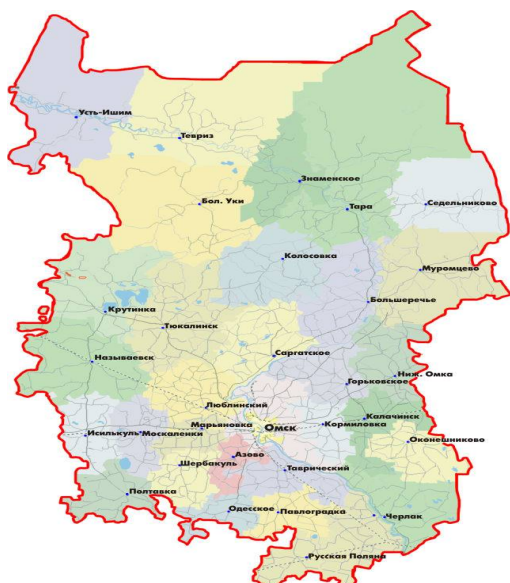 Усть-Ишим
Тевриз
Знаменское
Бол. Уки
Седельниково
Тара
Колосовка
Муромцево
Большеречье
Крутинка
Тюкалинск
Саргатское
Называевск
Ниж. Омка
Горьковское
Люблинский
Калачинск
Марьяновка
Омск
Кормиловка
Исилькуль
Москаленки
Оконешниково
Азово
Шербакуль
Таврический
Полтавка
Одесское
Павлоградка
Черлак
Русская Поляна